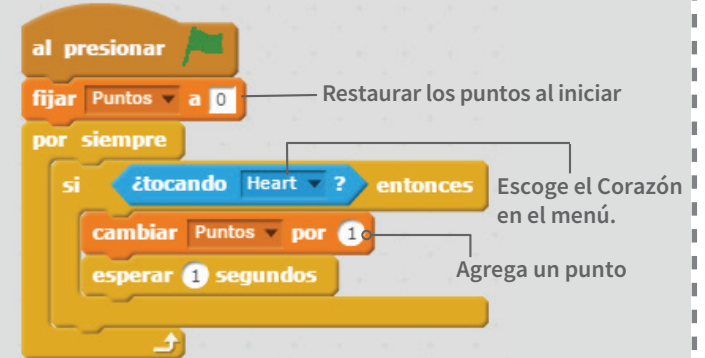 al presionar
fijar Puntos a 0
Restaurar los puntos al iniciar
por siempre
si ¿tocando Heart ? entonces
Escoge el Corazón
en el menú.
cambiar Puntos por 1
Agrega un punto
esperar 1 segundos